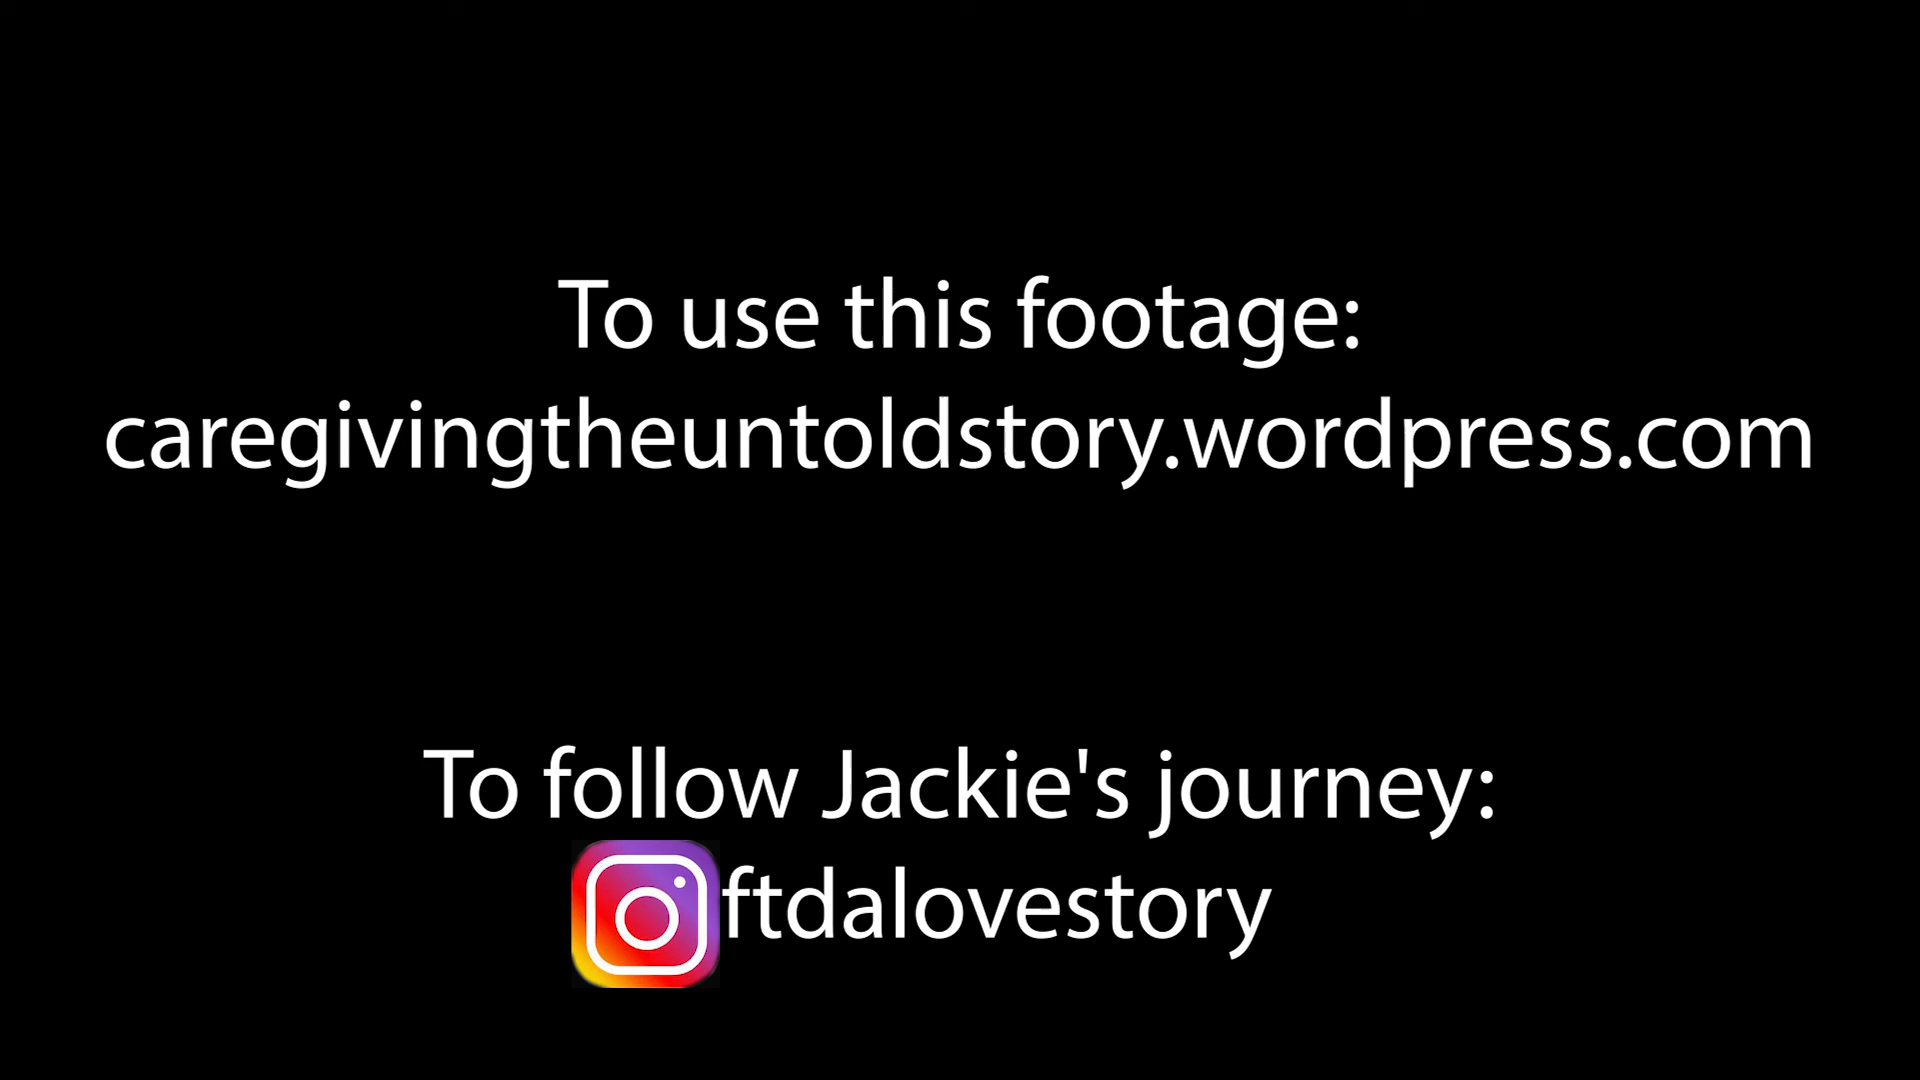 To use this footage:
caregivingtheuntoldstory.wordpress.com
To follow Jackie's journey:
ftdalovestory